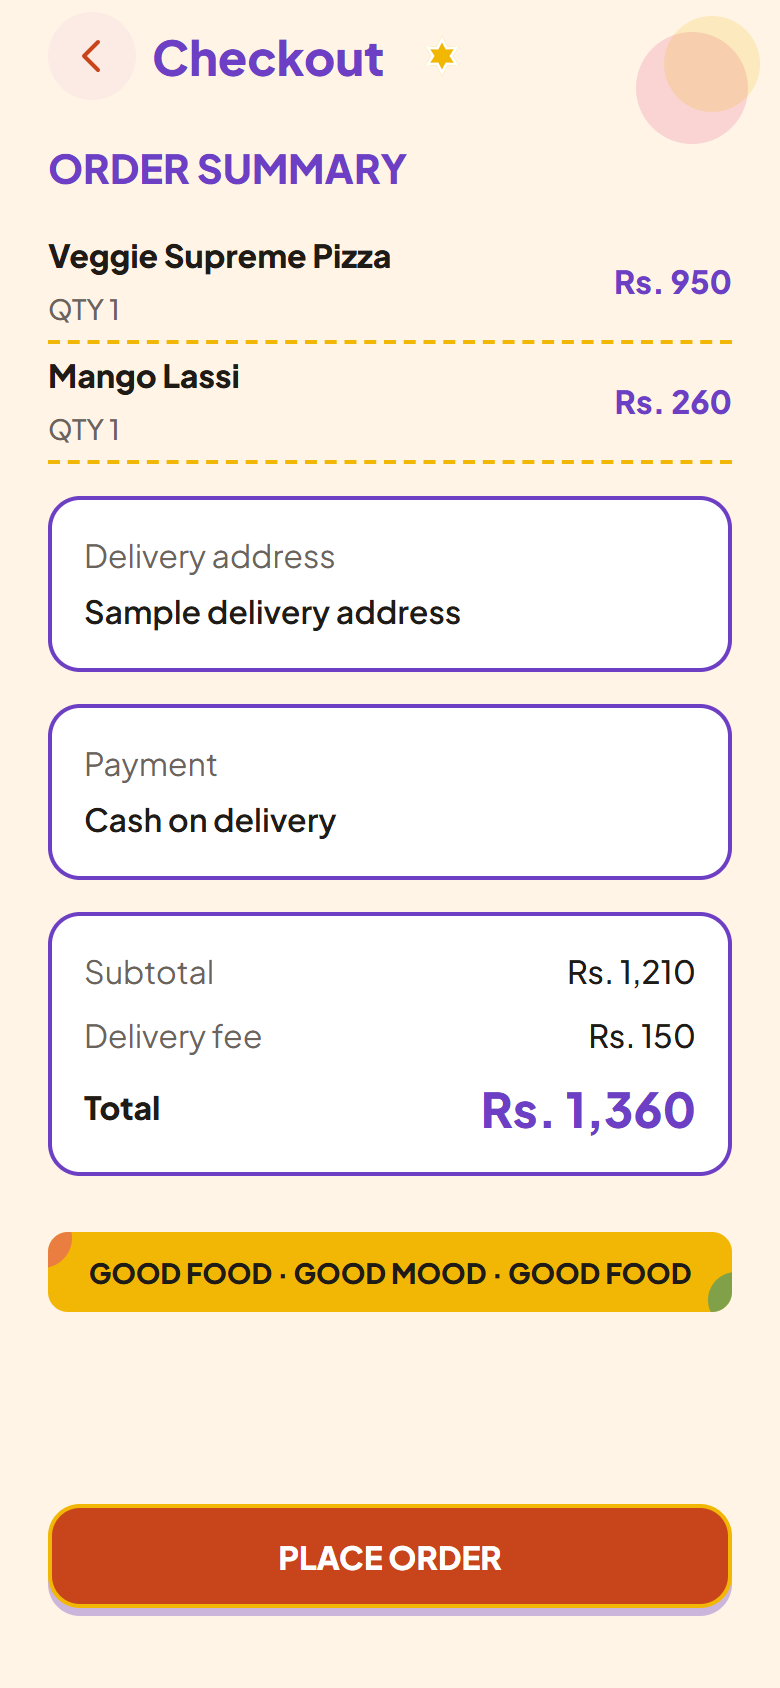 Checkout
ORDER SUMMARY
Veggie Supreme Pizza
QTY 1
Rs. 950
Mango Lassi
QTY 1
Rs. 260
Delivery address
Sample delivery address
Payment
Cash on delivery
Subtotal Rs. 1,210
Delivery fee Rs. 150
Total Rs. 1,360
GOOD FOOD · GOOD MOOD · GOOD FOOD
PLACE ORDER